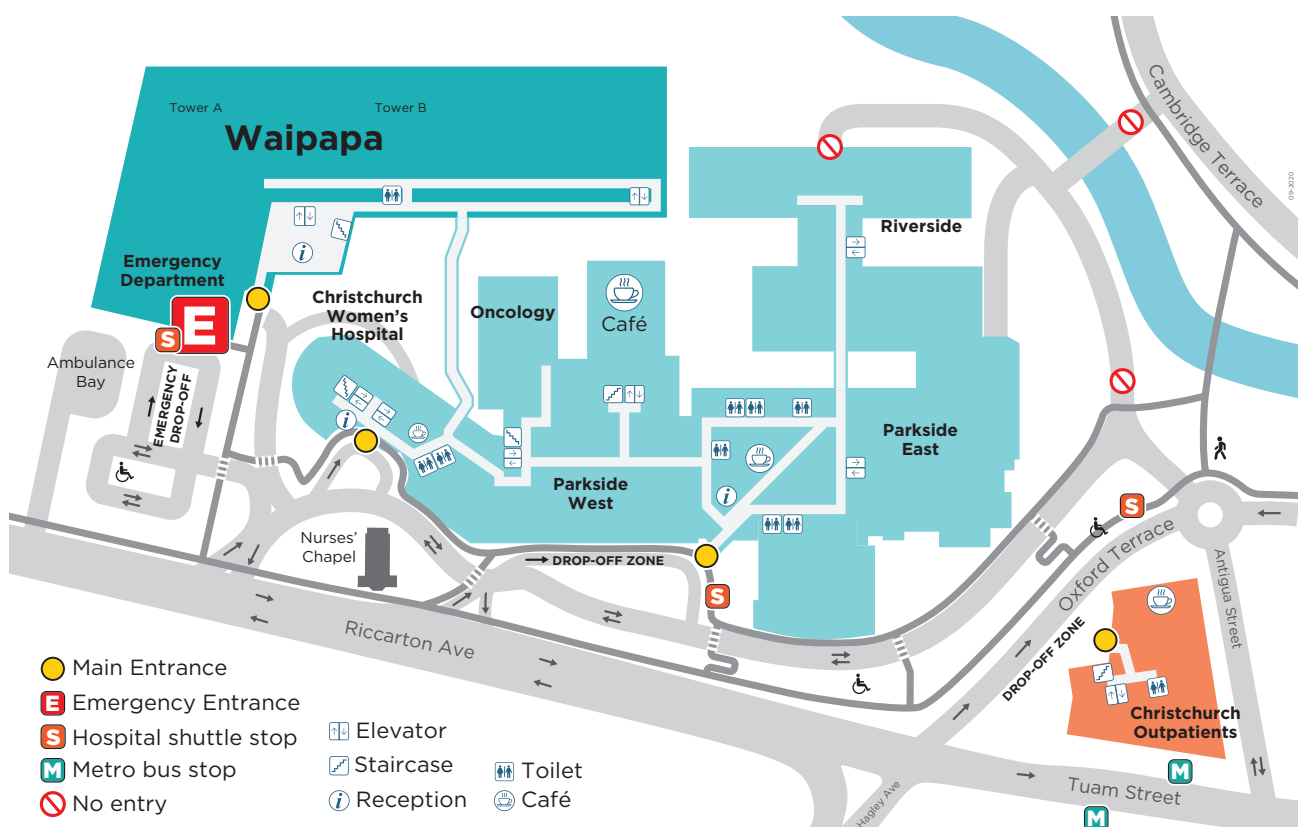 Tower A
Tower B
Waipapa
Cambridge Terrace
09-2020
Riverside
Emergency
Department
E
S
Christchurch
Women's
Hospital
Oncology
Café
Ambulance
Bay
EMERGENCY
DROP-OFF
i
i
i
Parkside
East
Parkside
West
Nurses'
Chapel
DROP-OFF ZONE
S
S
Oxford Terrace
Antigua Street
DROP-OFF ZONE
Riccarton Ave
Christchurch
Outpatients
M
Tuam Street
M
Hagley Ave
Main Entrance
E Emergency Entrance
S Hospital shuttle stop
M Metro bus stop
No entry
Elevator
Staircase
i Reception
Toilet
Café